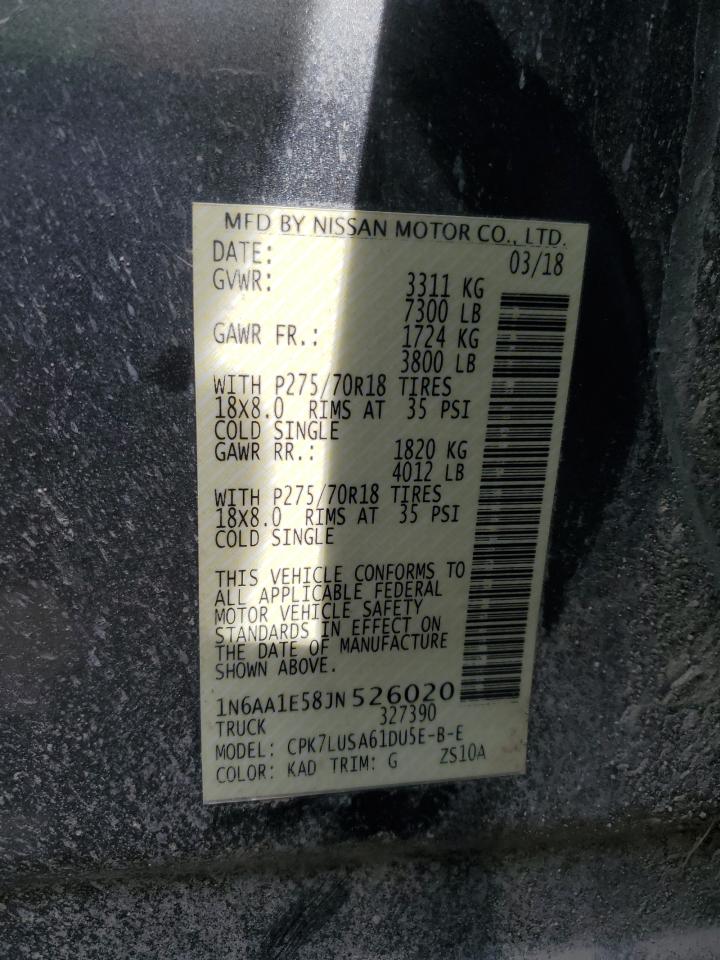 MFD BY NISSAN MOTOR CO., LTD.
DATE: 03/18
GVWR: 3311 KG
7300 LB
GAWR FR.: 1724 KG
3800 LB
WITH P275/70R18 TIRES
18X8.0 RIMS AT 35 PSI
COLD SINGLE
GAWR RR.: 1820 KG
4012 LB
WITH P275/70R18 TIRES
18X8.0 RIMS AT 35 PSI
COLD SINGLE
THIS VEHICLE CONFORMS TO
ALL APPLICABLE FEDERAL
MOTOR VEHICLE SAFETY
STANDARDS IN EFFECT ON
THE DATE OF MANUFACTURE
SHOWN ABOVE.
1N6AA1E58JN526020
TRUCK 327390
MODEL: CPK7LUSA61DU5E-B-E
COLOR: KAD TRIM: G ZS10A